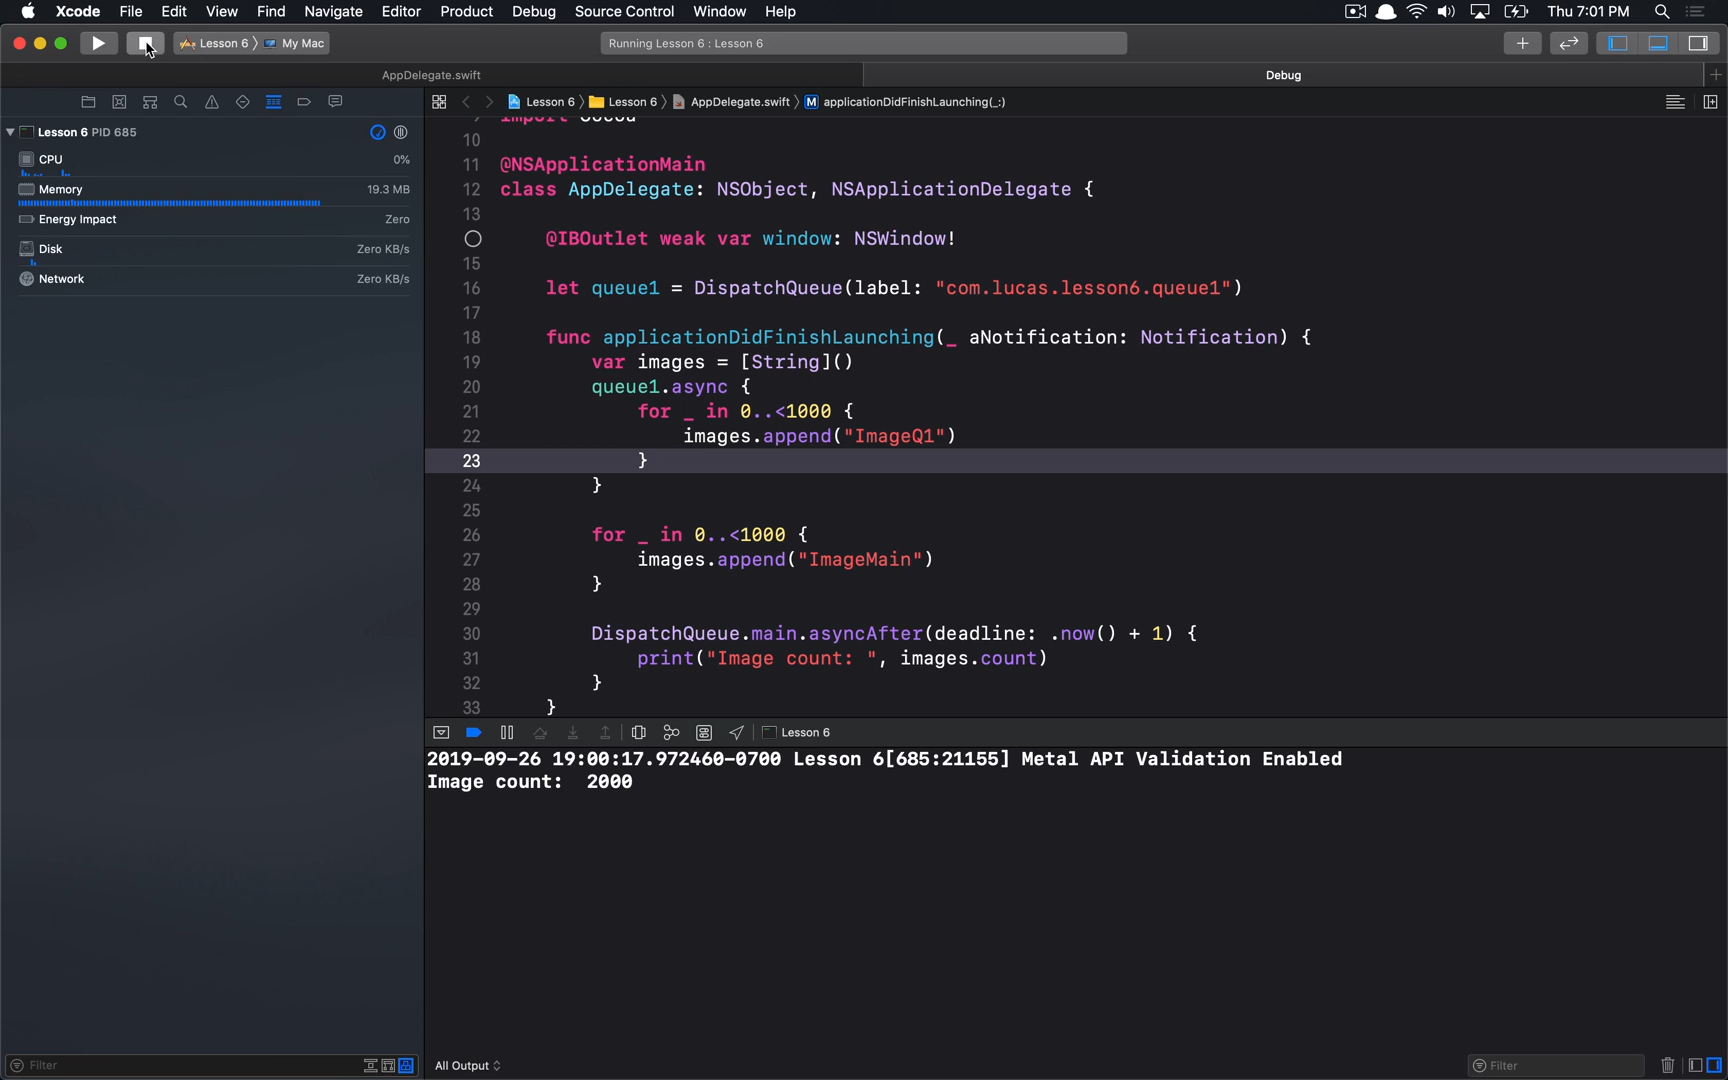 Xcode File Edit View Find Navigate Editor Product Debug Source Control Window Help Thu 7:01 PM
Lesson 6 My Mac Running Lesson 6 : Lesson 6
AppDelegate.swift Debug
Lesson 6 Lesson 6 AppDelegate.swift M applicationDidFinishLaunching(_:)
Lesson 6 PID 685
CPU 0%
Memory 19.3 MB
Energy Impact Zero
Disk Zero KB/s
Network Zero KB/s
10
11 @NSApplicationMain
12 class AppDelegate: NSObject, NSApplicationDelegate {
13
@IBOutlet weak var window: NSWindow!
15
16 let queue1 = DispatchQueue(label: "com.lucas.lesson6.queue1")
17
18 func applicationDidFinishLaunching(_ aNotification: Notification) {
19 var images = [String]()
20 queue1.async {
21 for _ in 0..<1000 {
22 images.append("ImageQ1")
23 }
24 }
25
26 for _ in 0..<1000 {
27 images.append("ImageMain")
28 }
29
30 DispatchQueue.main.asyncAfter(deadline: .now() + 1) {
31 print("Image count: ", images.count)
32 }
33 }
Lesson 6
2019-09-26 19:00:17.972460-0700 Lesson 6[685:21155] Metal API Validation Enabled
Image count:  2000
Filter All Output Filter